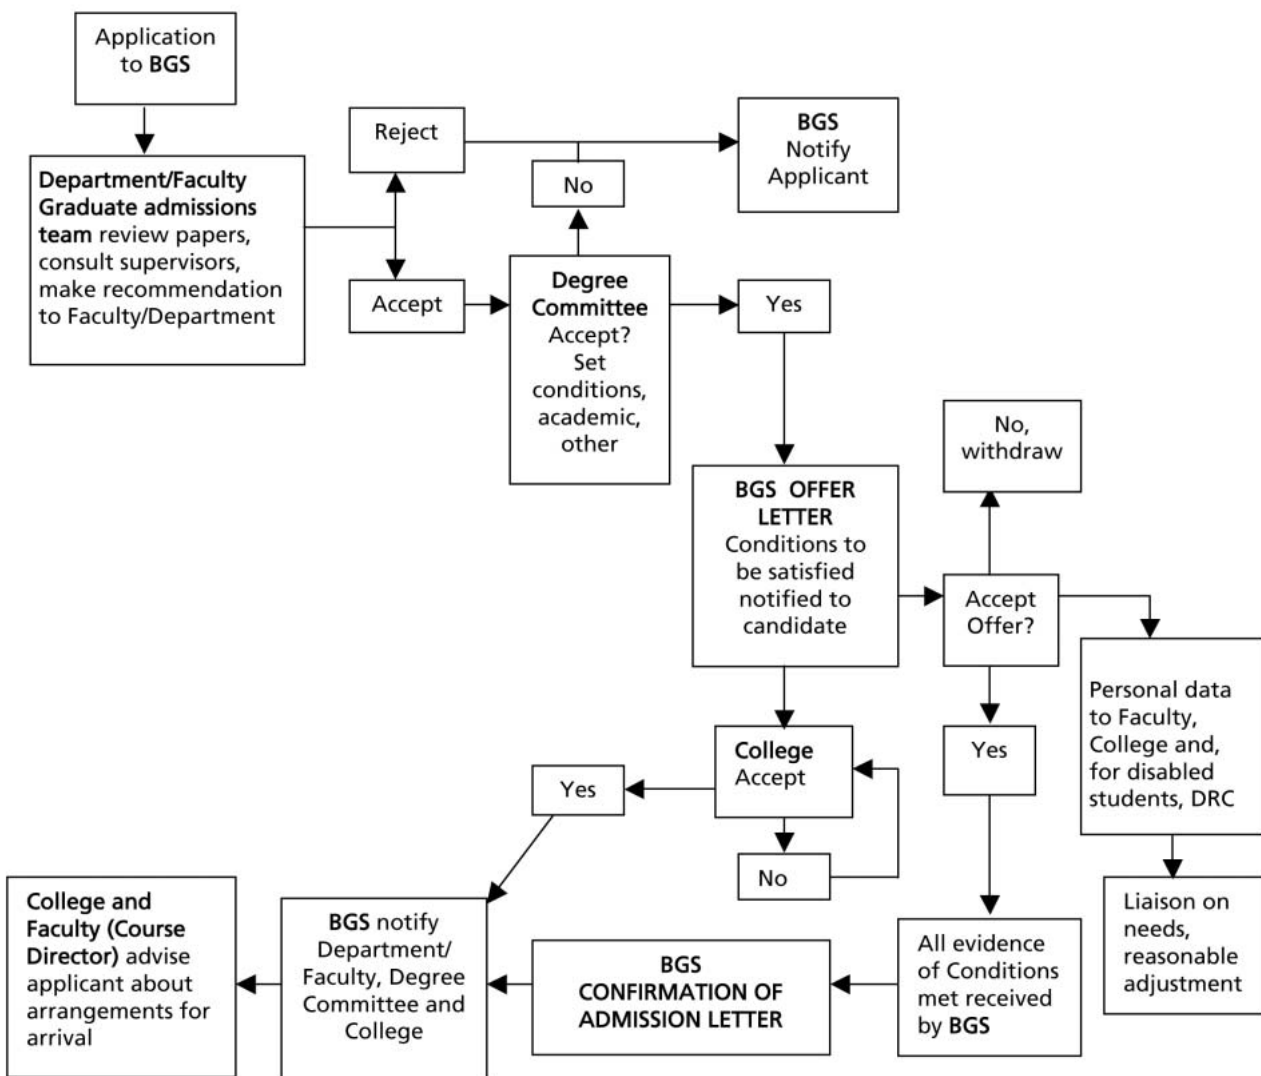 Application
to BGS
Department/Faculty
Graduate admissions
team review papers,
consult supervisors,
make recommendation
to Faculty/Department
Reject
Accept
No
BGS
Notify
Applicant
Degree
Committee
Accept?
Set
conditions,
academic,
other
Yes
BGS OFFER
LETTER
Conditions to
be satisfied
notified to
candidate
No,
withdraw
Accept
Offer?
Yes
Personal data
to Faculty,
College and,
for disabled
students, DRC
Liaison on
needs,
reasonable
adjustment
College
Accept
Yes
No
All evidence
of Conditions
met received
by BGS
BGS
CONFIRMATION OF
ADMISSION LETTER
BGS notify
Department/
Faculty, Degree
Committee and
College
College and
Faculty (Course
Director) advise
applicant about
arrangements for
arrival